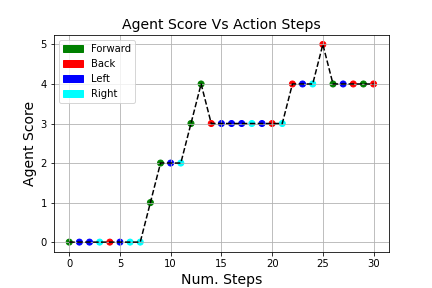 Agent Score Vs Action Steps
Forward
Back
Left
Right
Agent Score
5
4
3
2
1
0
0 5 10 15 20 25 30
Num. Steps